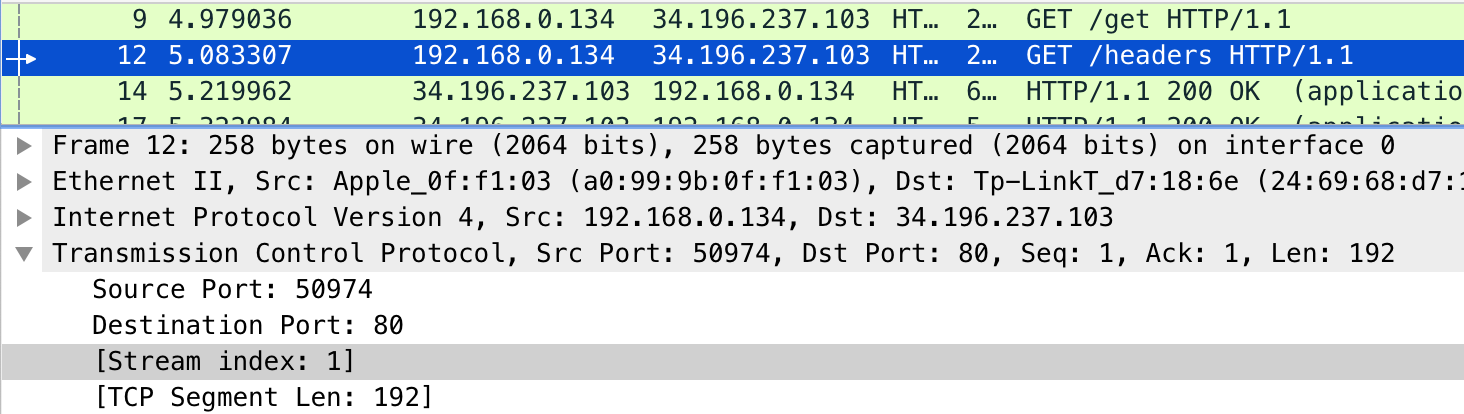 9 4.979036 192.168.0.134 34.196.237.103 HT… 2… GET /get HTTP/1.1
12 5.083307 192.168.0.134 34.196.237.103 HT… 2… GET /headers HTTP/1.1
14 5.219962 34.196.237.103 192.168.0.134 HT… 6… HTTP/1.1 200 OK (applicatio
Frame 12: 258 bytes on wire (2064 bits), 258 bytes captured (2064 bits) on interface 0
Ethernet II, Src: Apple_0f:f1:03 (a0:99:9b:0f:f1:03), Dst: Tp-LinkT_d7:18:6e (24:69:68:d7:1
Internet Protocol Version 4, Src: 192.168.0.134, Dst: 34.196.237.103
Transmission Control Protocol, Src Port: 50974, Dst Port: 80, Seq: 1, Ack: 1, Len: 192
Source Port: 50974
Destination Port: 80
[Stream index: 1]
[TCP Segment Len: 192]